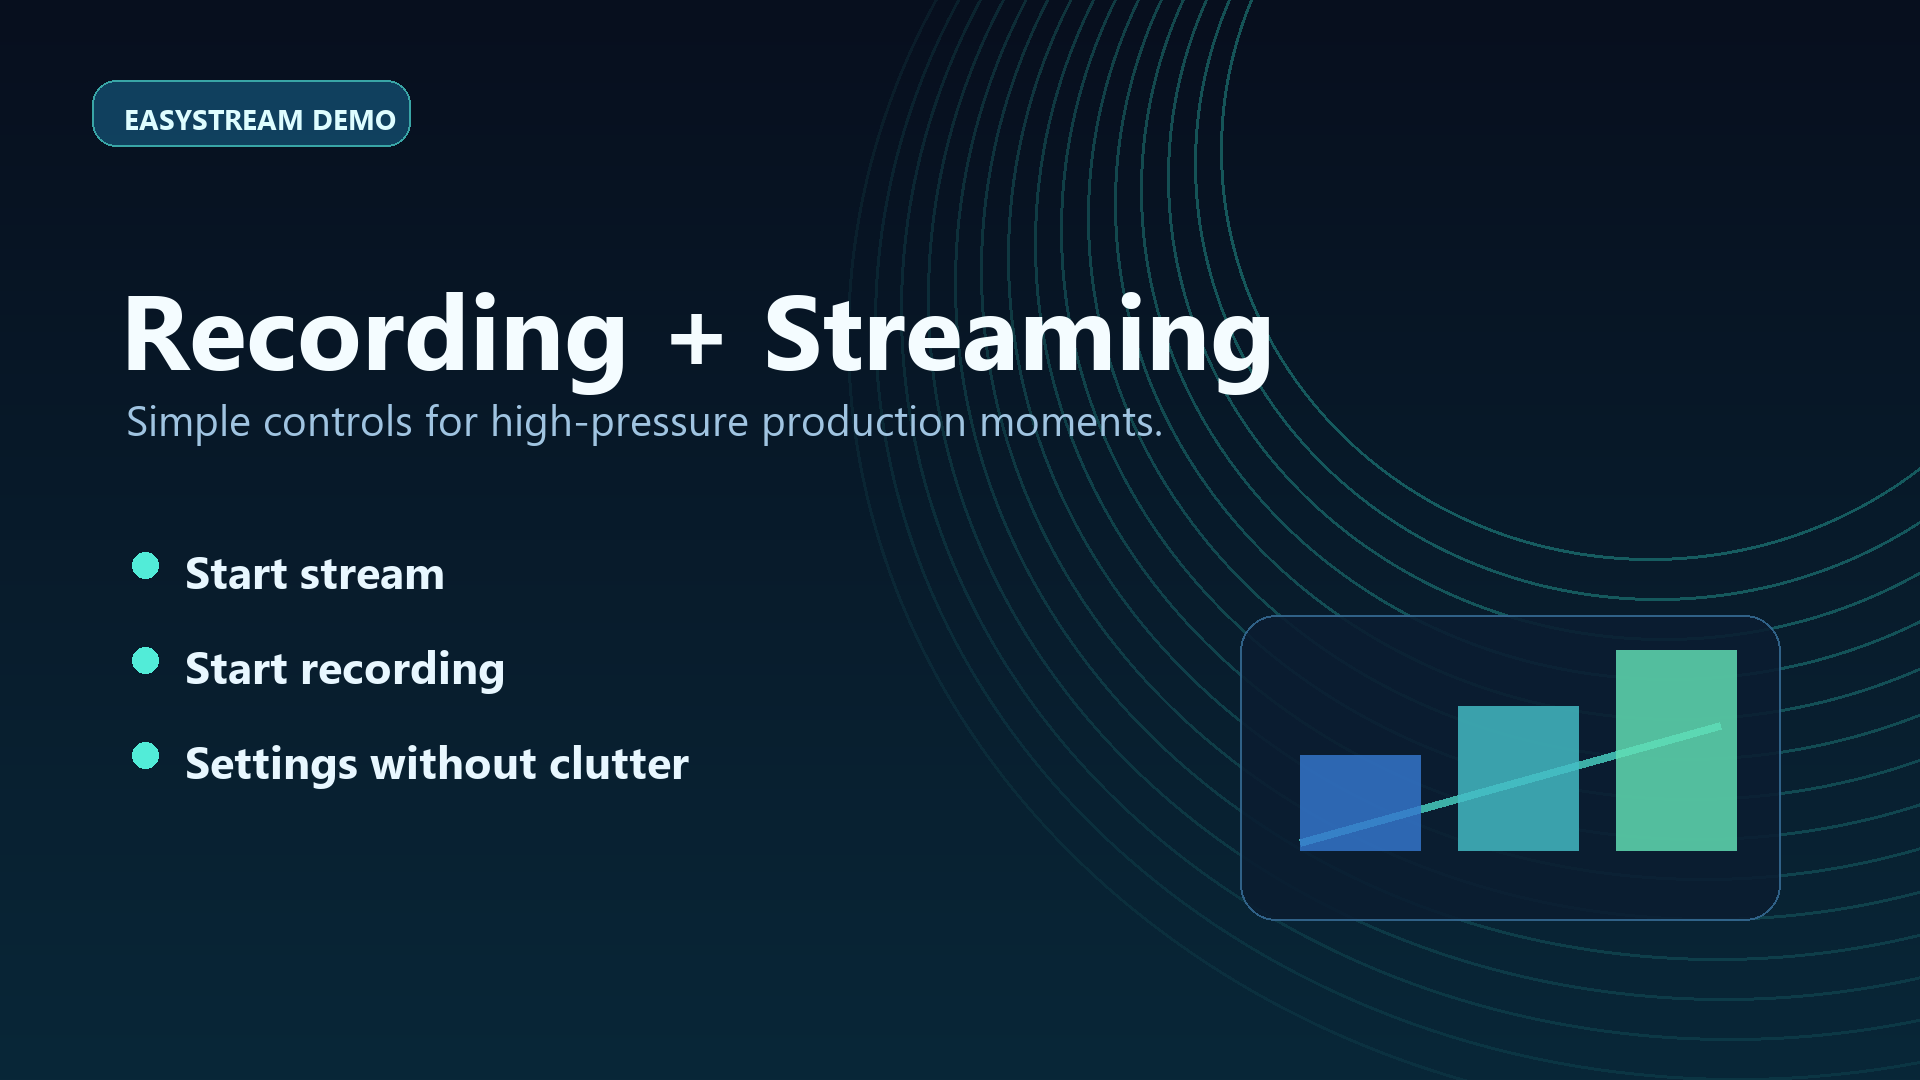 EASYSTREAM DEMO
Recording + Streaming
Simple controls for high-pressure production moments.
Start stream
Start recording
Settings without clutter